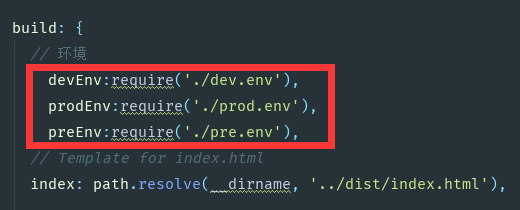 build: {
// 环境
devEnv:require('./dev.env'),
prodEnv:require('./prod.env'),
preEnv:require('./pre.env'),
// Template for index.html
index: path.resolve(__dirname, '../dist/index.html'),